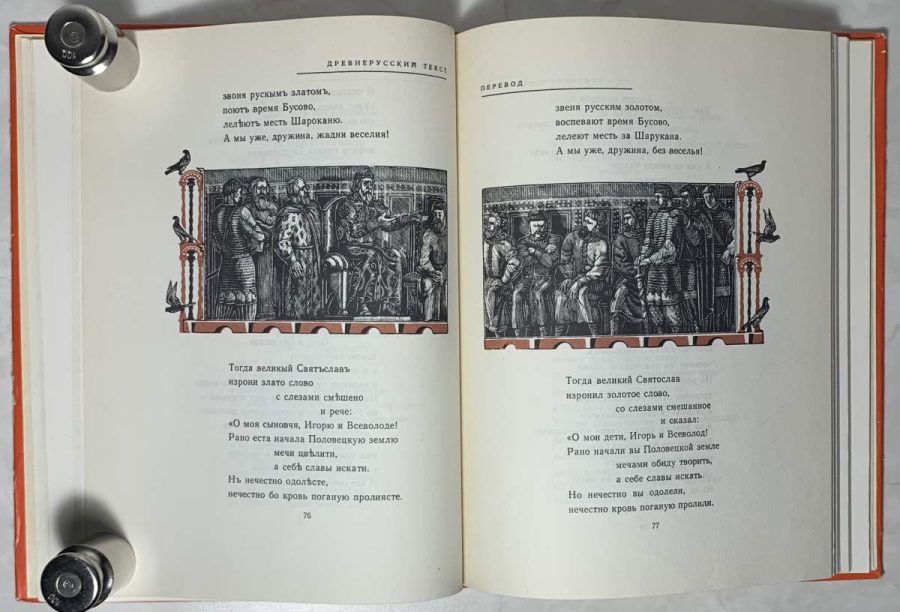 ДРЕВНЕРУССКИЙ ТЕКСТ
звоня рускымъ златомъ,
поютъ время Бусово,
лелѣютъ месть Шароканю.
А мы уже, дружина, жадни веселия!
Тогда великый Святъславъ
изрони злато слово
с слезами смѣшено
и рече:
«О моя сыновчя, Игорю и Всеволоде!
Рано еста начала Половецкую землю
мечи цвѣлити,
а себѣ славы искати.
Нъ нечестно одолѣсте,
нечестно бо кровь поганую пролиясте.
76
ПЕРЕВОД
звеня русским золотом,
воспевают время Бусово,
лелеют месть за Шарукана.
А мы уже, дружина, без веселья!
Тогда великий Святослав
изронил золотое слово,
со слезами смешанное
и сказал:
«О мои дети, Игорь и Всеволод!
Рано начали вы Половецкой земле
мечами обиду творить,
а себе славы искать.
Но нечестно вы одолели,
нечестно кровь поганую пролили.
77